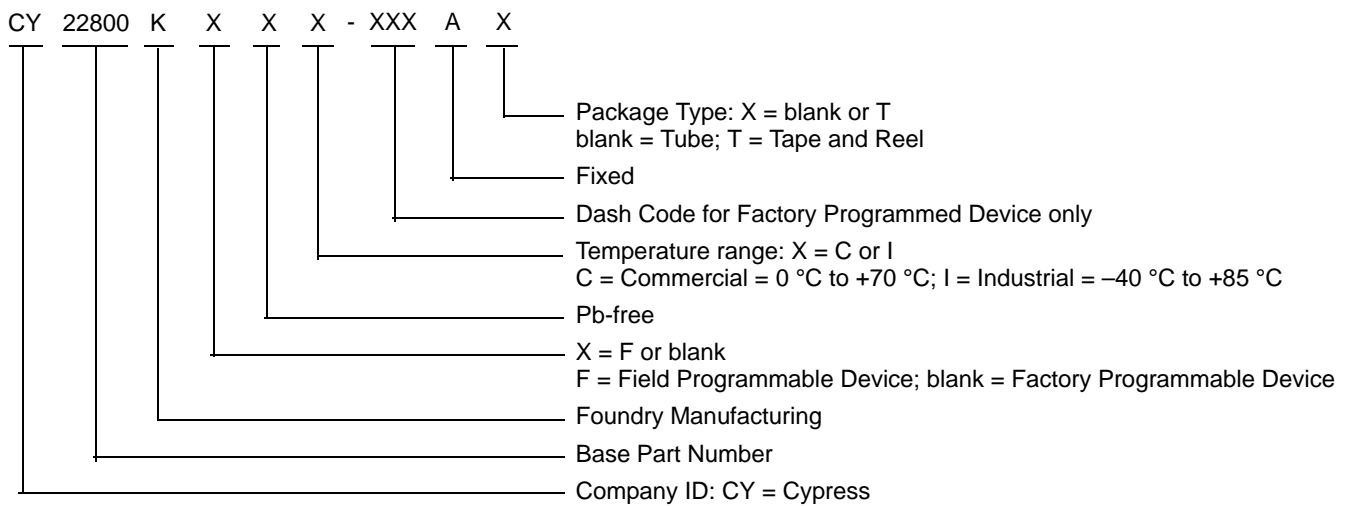 CY 22800 K X X X - XXX A X
Package Type: X = blank or T
blank = Tube; T = Tape and Reel
Fixed
Dash Code for Factory Programmed Device only
Temperature range: X = C or I
C = Commercial = 0 °C to +70 °C; I = Industrial = –40 °C to +85 °C
Pb-free
X = F or blank
F = Field Programmable Device; blank = Factory Programmable Device
Foundry Manufacturing
Base Part Number
Company ID: CY = Cypress